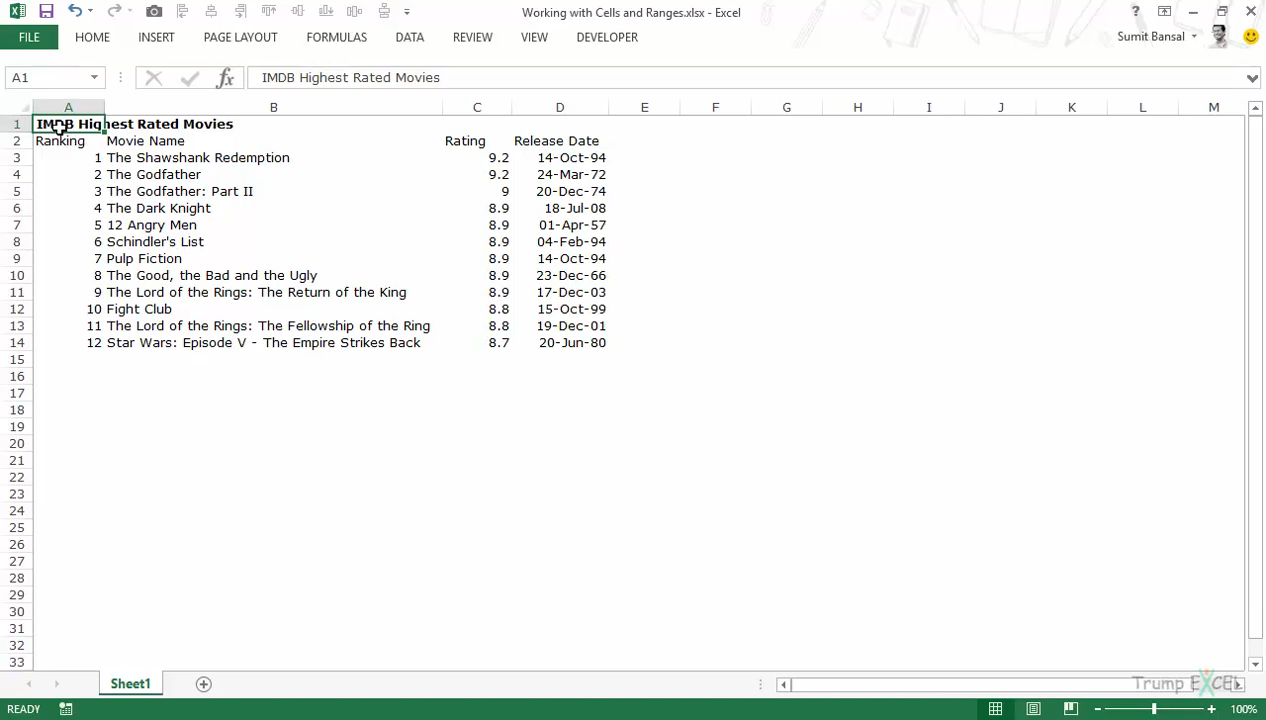 Working with Cells and Ranges.xlsx - Excel
?
FILE HOME INSERT PAGE LAYOUT FORMULAS DATA REVIEW VIEW DEVELOPER Sumit Bansal
A1 fx IMDB Highest Rated Movies
A B C D E F G H I J K L M
1 IMDB Highest Rated Movies
2 Ranking Movie Name Rating Release Date
3 1 The Shawshank Redemption 9.2 14-Oct-94
4 2 The Godfather 9.2 24-Mar-72
5 3 The Godfather: Part II 9 20-Dec-74
6 4 The Dark Knight 8.9 18-Jul-08
7 5 12 Angry Men 8.9 01-Apr-57
8 6 Schindler's List 8.9 04-Feb-94
9 7 Pulp Fiction 8.9 14-Oct-94
10 8 The Good, the Bad and the Ugly 8.9 23-Dec-66
11 9 The Lord of the Rings: The Return of the King 8.9 17-Dec-03
12 10 Fight Club 8.8 15-Oct-99
13 11 The Lord of the Rings: The Fellowship of the Ring 8.8 19-Dec-01
14 12 Star Wars: Episode V - The Empire Strikes Back 8.7 20-Jun-80
15
16
17
18
19
20
21
22
23
24
25
26
27
28
29
30
31
32
33
Sheet1
Trump EXCEL
READY 100%